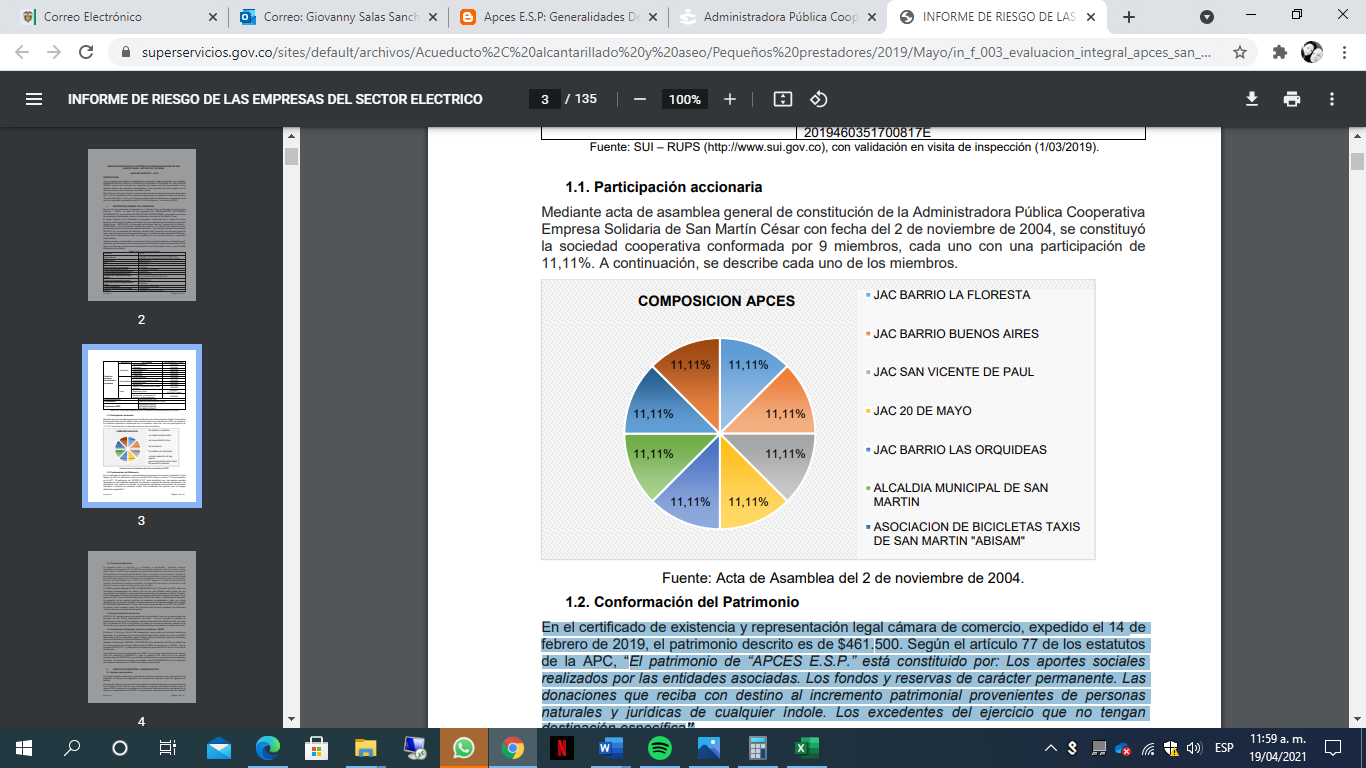 Correo Electrónico
Correo: Giovanny Salas Sanch
Apces E.S.P: Generalidades De
Administradora Pública Coop
INFORME DE RIESGO DE LAS
superservicios.gov.co/sites/default/archivos/Acueducto%2C%20alcantarillado%20y%20aseo/Pequeños%20prestadores/2019/Mayo/in_f_003_evaluacion_integral_apces_san_...
INFORME DE RIESGO DE LAS EMPRESAS DEL SECTOR ELECTRICO
3 / 135
100%
2019460351700817E
Fuente: SUI – RUPS (http://www.sui.gov.co), con validación en visita de inspección (1/03/2019).
1.1. Participación accionaria
Mediante acta de asamblea general de constitución de la Administradora Pública Cooperativa
Empresa Solidaria de San Martín César con fecha del 2 de noviembre de 2004, se constituyó
la sociedad cooperativa conformada por 9 miembros, cada uno con una participación de
11,11%. A continuación, se describe cada uno de los miembros.
COMPOSICION APCES
11,11%
11,11%
11,11%
11,11%
11,11%
11,11%
11,11%
11,11%
JAC BARRIO LA FLORESTA
JAC BARRIO BUENOS AIRES
JAC SAN VICENTE DE PAUL
JAC 20 DE MAYO
JAC BARRIO LAS ORQUIDEAS
ALCALDIA MUNICIPAL DE SAN
MARTIN
ASOCIACION DE BICICLETAS TAXIS
DE SAN MARTIN "ABISAM"
Fuente: Acta de Asamblea del 2 de noviembre de 2004.
1.2. Conformación del Patrimonio
En el certificado de existencia y representación legal cámara de comercio, expedido el 14 de
febrero de 2019, el patrimonio descrito es de $461.500. Según el artículo 77 de los estatutos
de la APC, “El patrimonio de “APCES E.S.P.” está constituido por: Los aportes sociales
realizados por las entidades asociadas. Los fondos y reservas de carácter permanente. Las
donaciones que reciba con destino al incremento patrimonial provenientes de personas
naturales y jurídicas de cualquier índole. Los excedentes del ejercicio que no tengan
destinación específica”
2
3
4
ESP
11:59 a. m.
19/04/2021